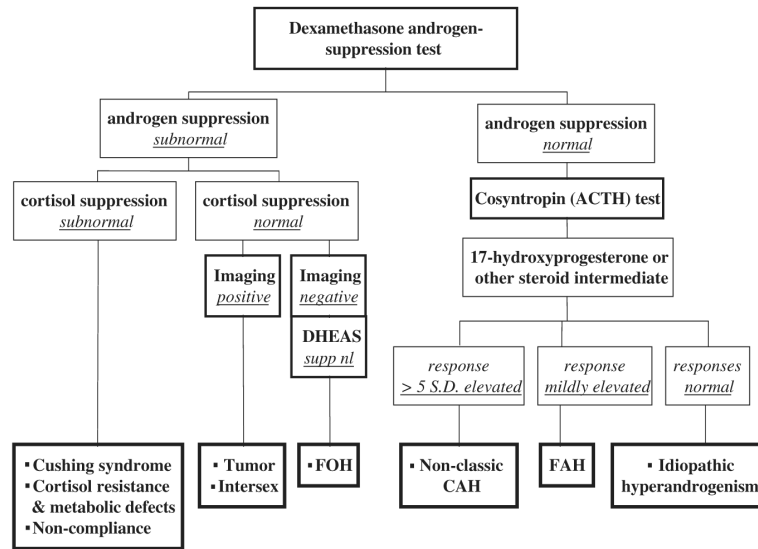 Dexamethasone androgen-
suppression test
androgen suppression
subnormal
androgen suppression
normal
cortisol suppression
subnormal
cortisol suppression
normal
Cosyntropin (ACTH) test
17-hydroxyprogesterone or
other steroid intermediate
Imaging
positive
Imaging
negative
DHEAS
supp nl
response
> 5 S.D. elevated
response
mildly elevated
responses
normal
▪ Cushing syndrome
▪ Cortisol resistance
& metabolic defects
▪ Non-compliance
▪ Tumor
▪ Intersex
▪ FOH
▪ Non-classic
CAH
FAH
▪ Idiopathic
hyperandrogenism